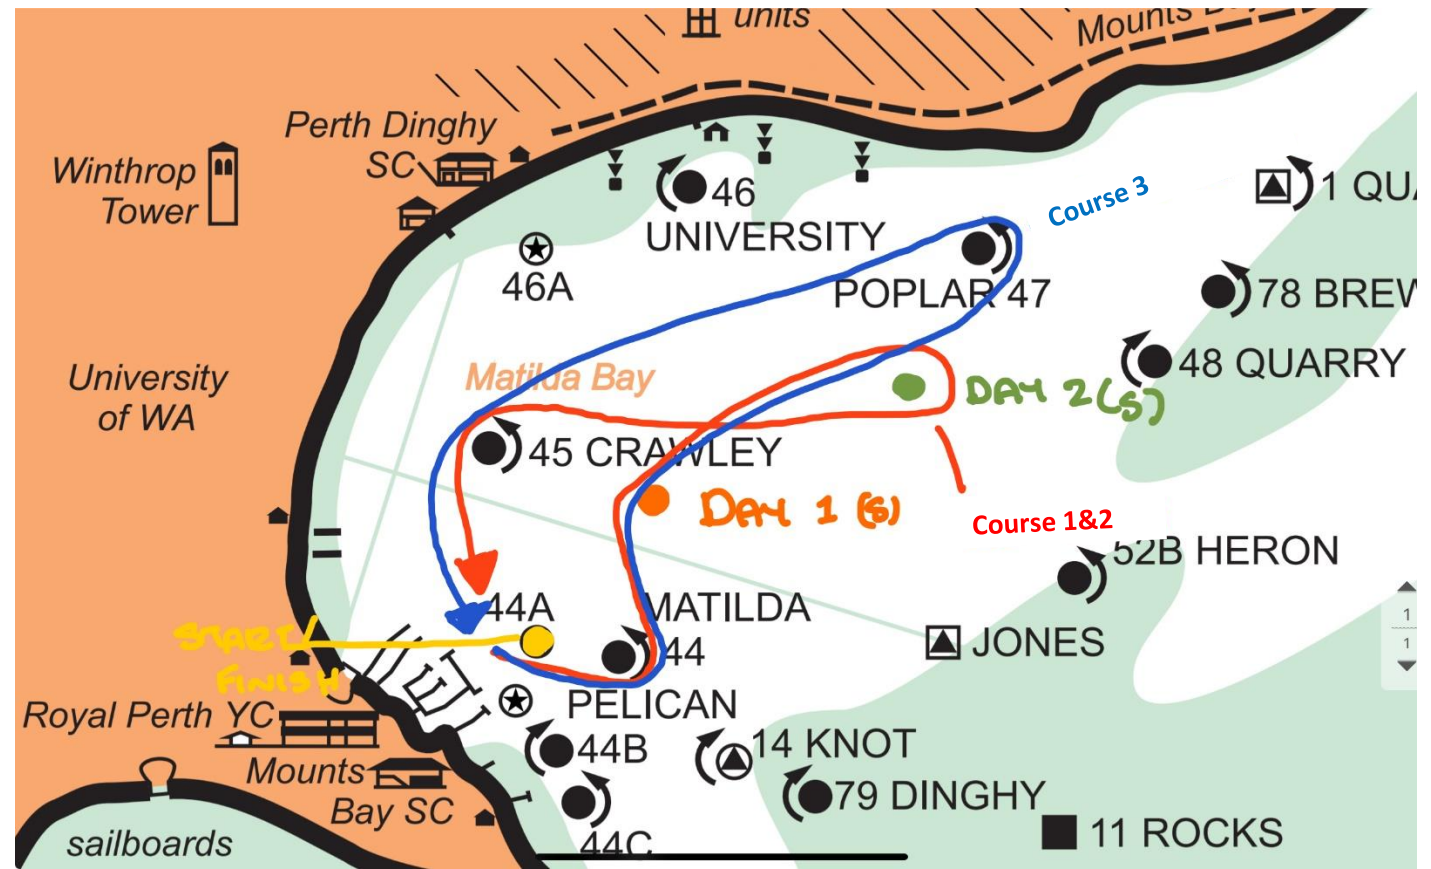 units
Mounts
Perth Dinghy
SC
Winthrop
Tower
46
UNIVERSITY
Course 3
1 QU
46A
POPLAR 47
78 BREW
48 QUARRY
University
of WA
Matilda Bay
DAY 2(S)
45 CRAWLEY
DAY 1 (S)
Course 1&2
52B HERON
44A
MATILDA
44
JONES
START/
FINISH
1
1
Royal Perth YC
PELICAN
44B
14 KNOT
Mounts
Bay SC
79 DINGHY
44C
11 ROCKS
sailboards